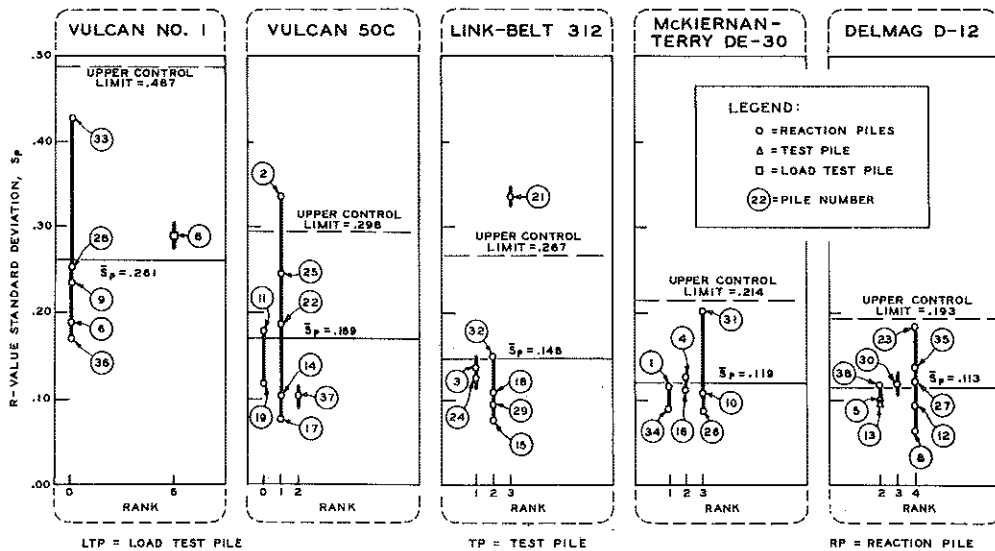 VULCAN NO. 1
VULCAN 50C
LINK-BELT 312
McKIERNAN-
TERRY DE-30
DELMAG D-12
R-VALUE STANDARD DEVIATION, Sp
.50
.40
.30
.20
.10
.00
UPPER CONTROL
LIMIT = .487
33
28
6
S̄p = .261
9
6
36
0
6
RANK
2
UPPER CONTROL
LIMIT = .298
25
11
22
S̄p = .169
14
37
19
17
0 1 2
RANK
21
UPPER CONTROL
LIMIT = .267
32
S̄p = .148
3
18
24
29
15
1 2 3
RANK
LEGEND:
= REACTION PILES
= TEST PILE
= LOAD TEST PILE
22 = PILE NUMBER
UPPER CONTROL
LIMIT = .214
31
4
1
S̄p = .119
10
34
16
26
1 2 3
RANK
UPPER CONTROL
LIMIT = .193
23
35
30
38
S̄p = .113
5
27
13
12
8
2 3 4
RANK
LTP = LOAD TEST PILE
TP = TEST PILE
RP = REACTION PILE